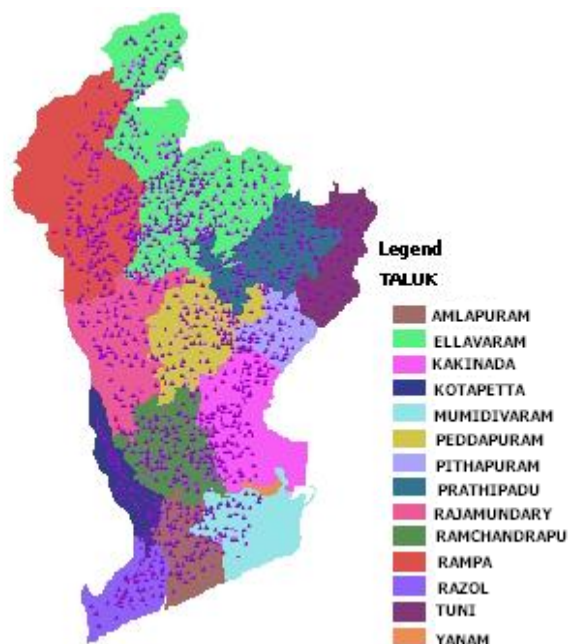 Legend
TALUK
AMLAPURAM
ELLAVARAM
KAKINADA
KOTAPETTA
MUMIDIVARAM
PEDDAPURAM
PITHAPURAM
PRATHIPADU
RAJAMUNDARY
RAMCHANDRAPU
RAMPA
RAZOL
TUNI
YANAM